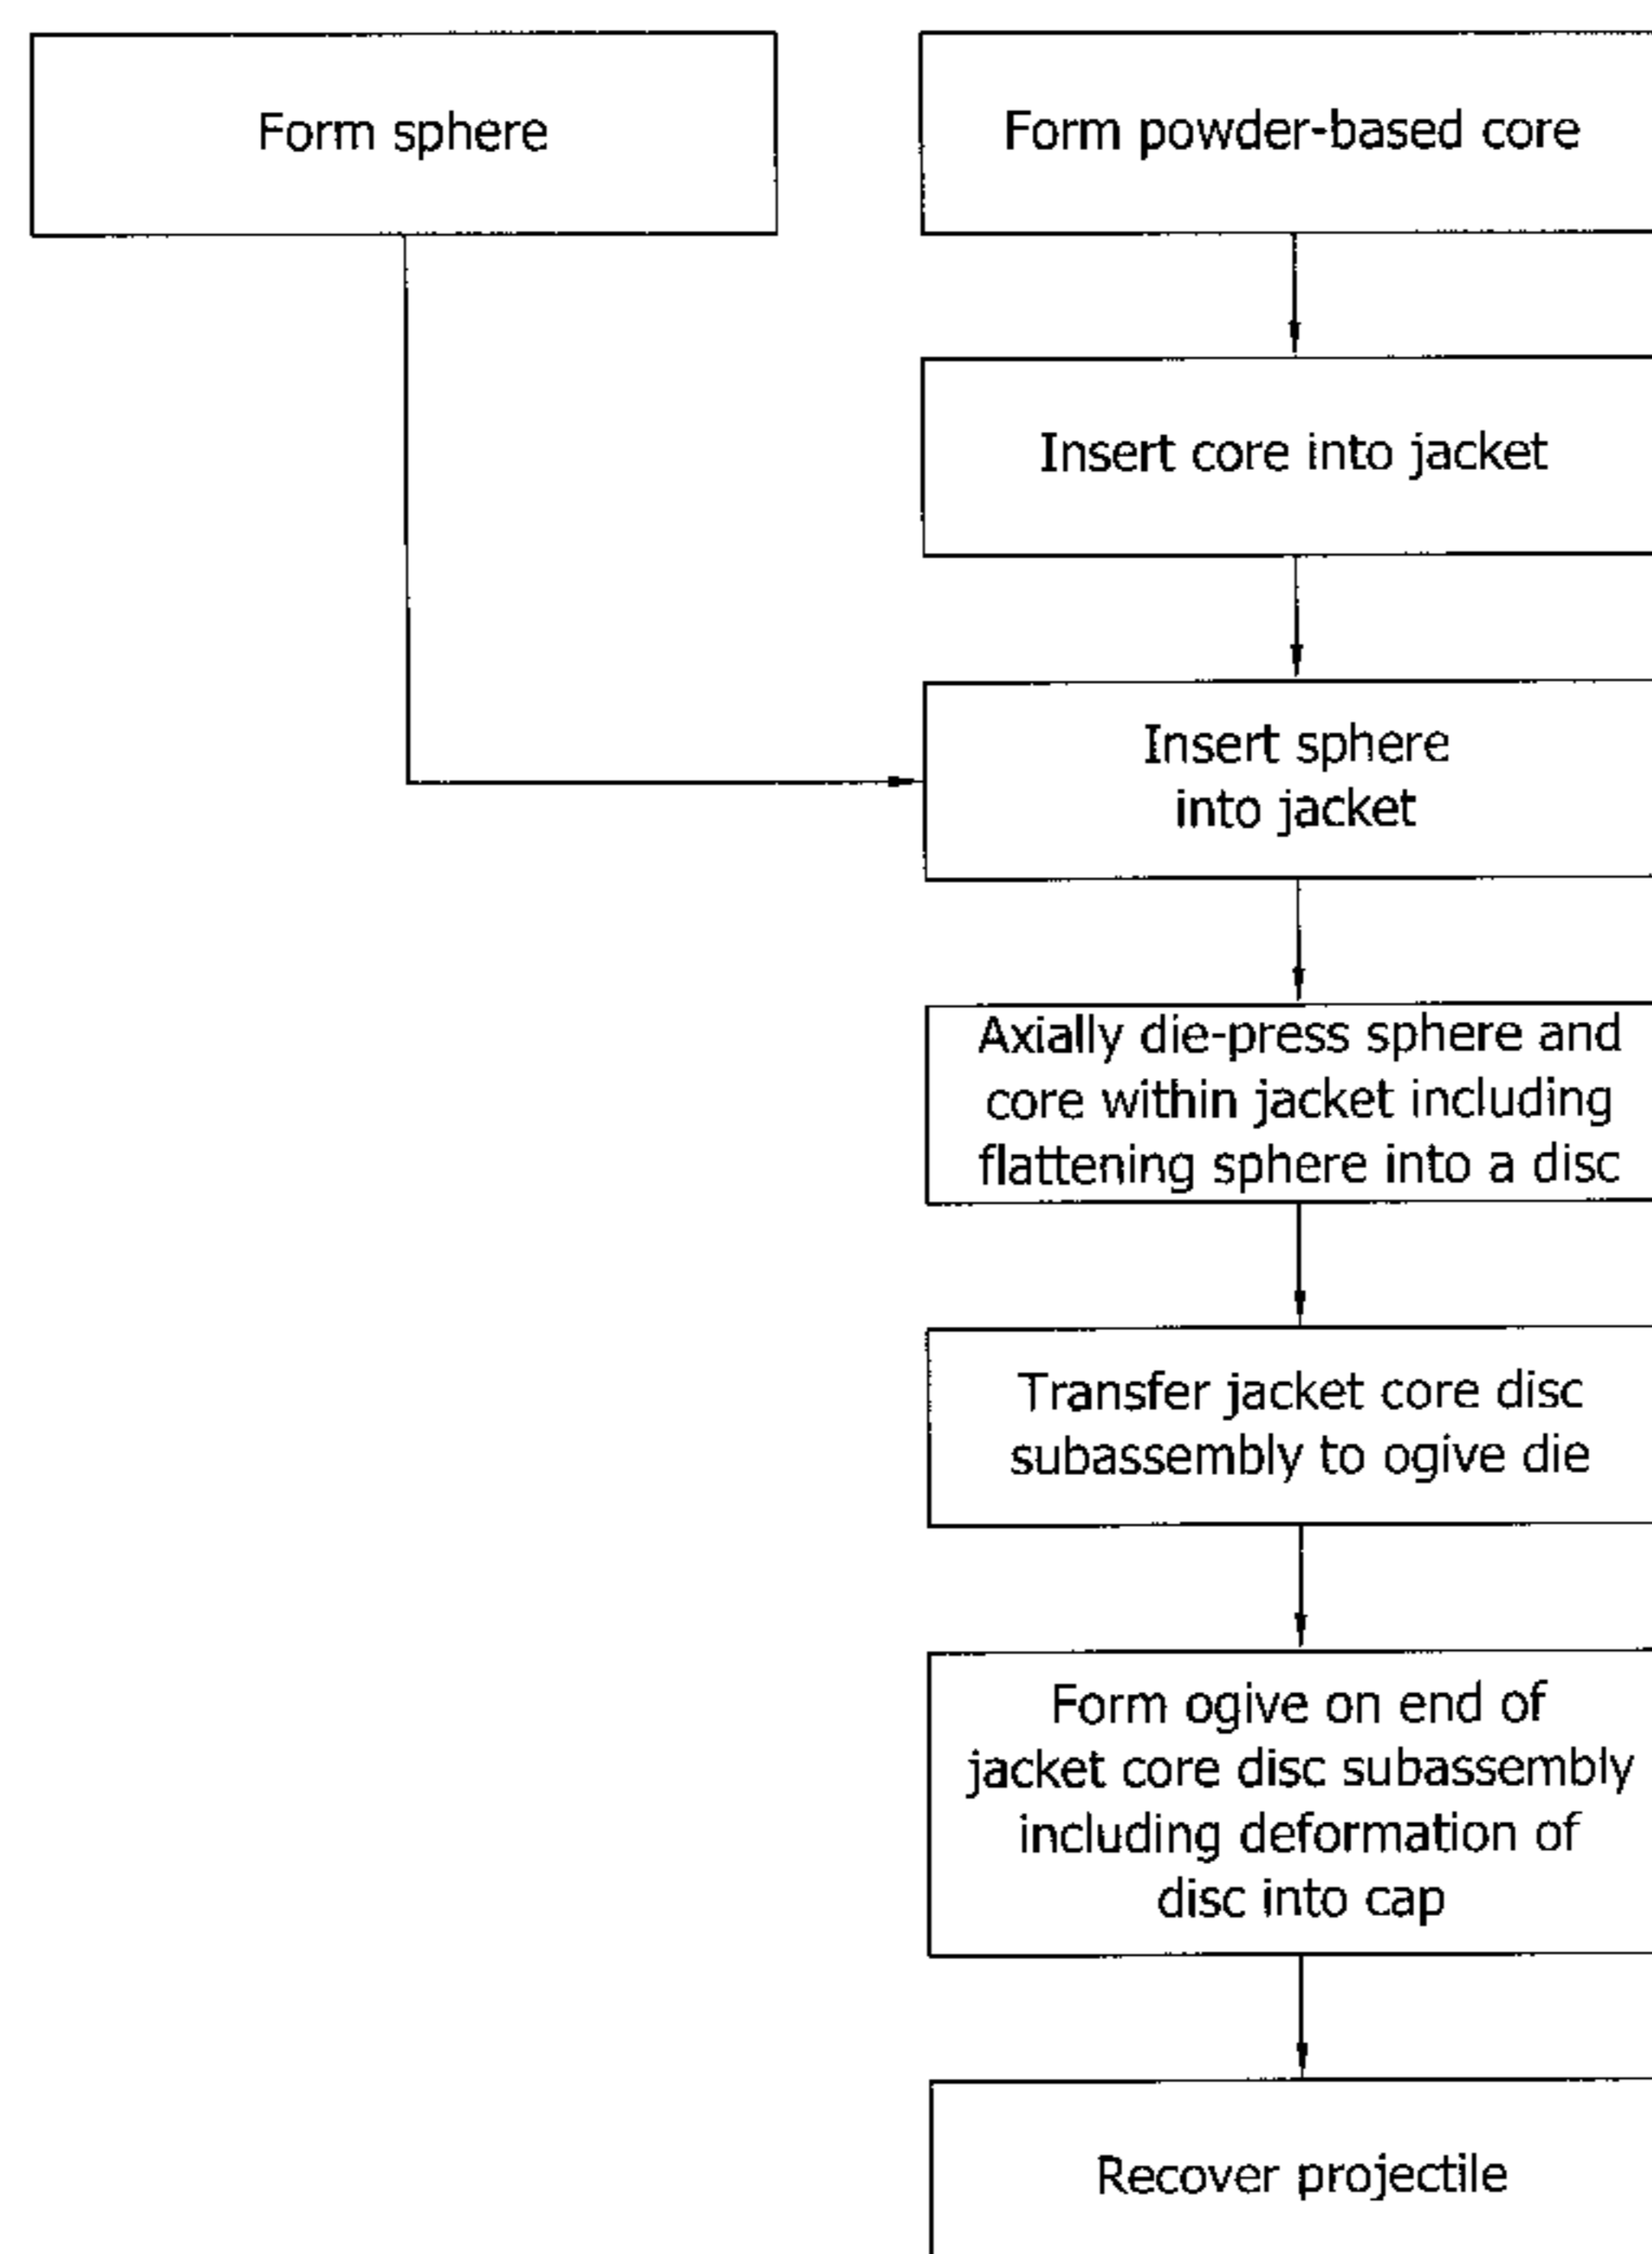 Form sphere
Form powder-based core
Insert core into jacket
Insert sphere
into jacket
Axially die-press sphere and
core within jacket including
flattening sphere into a disc
Transfer jacket core disc
subassembly to ogive die
Form ogive on end of
jacket core disc subassembly
including deformation of
disc into cap
Recover projectile